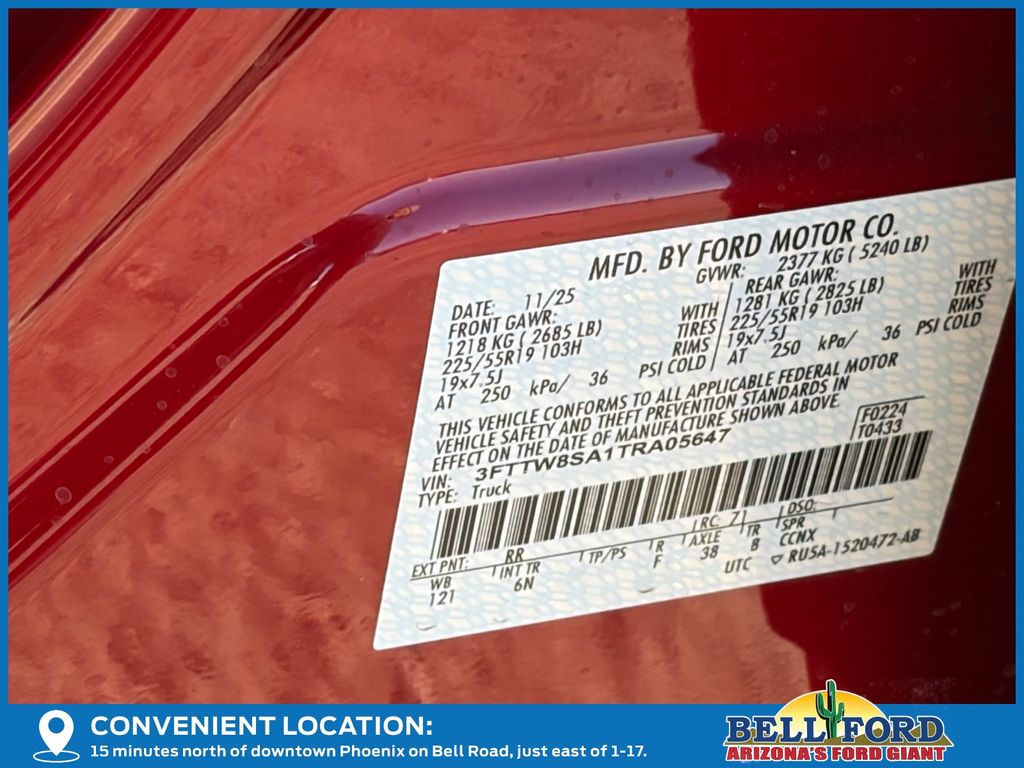 MFD. BY FORD MOTOR CO.
DATE: 11/25
GVWR: 2377 KG ( 5240 LB)
FRONT GAWR:
1218 KG ( 2685 LB)
225/55R19 103H
19x7.5J
AT 250 kPa/ 36 PSI COLD
WITH
TIRES
RIMS
REAR GAWR:
1281 KG ( 2825 LB)
225/55R19 103H
19x7.5J
AT 250 kPa/ 36 PSI COLD
WITH
TIRES
RIMS
THIS VEHICLE CONFORMS TO ALL APPLICABLE FEDERAL MOTOR
VEHICLE SAFETY AND THEFT PREVENTION STANDARDS IN
EFFECT ON THE DATE OF MANUFACTURE SHOWN ABOVE.
VIN: 3FTTW8SA1TRA05647
TYPE: Truck
F0224
T0433
EXT PNT: RR RC: 71 DSO:
WB INT TR TP/PS R AXLE TR SPR
121 6N F 38 B CCNX
UTC ▽ RU5A-1520472-AB
CONVENIENT LOCATION:
15 minutes north of downtown Phoenix on Bell Road, just east of 1-17.
BELL FORD
ARIZONA'S FORD GIANT